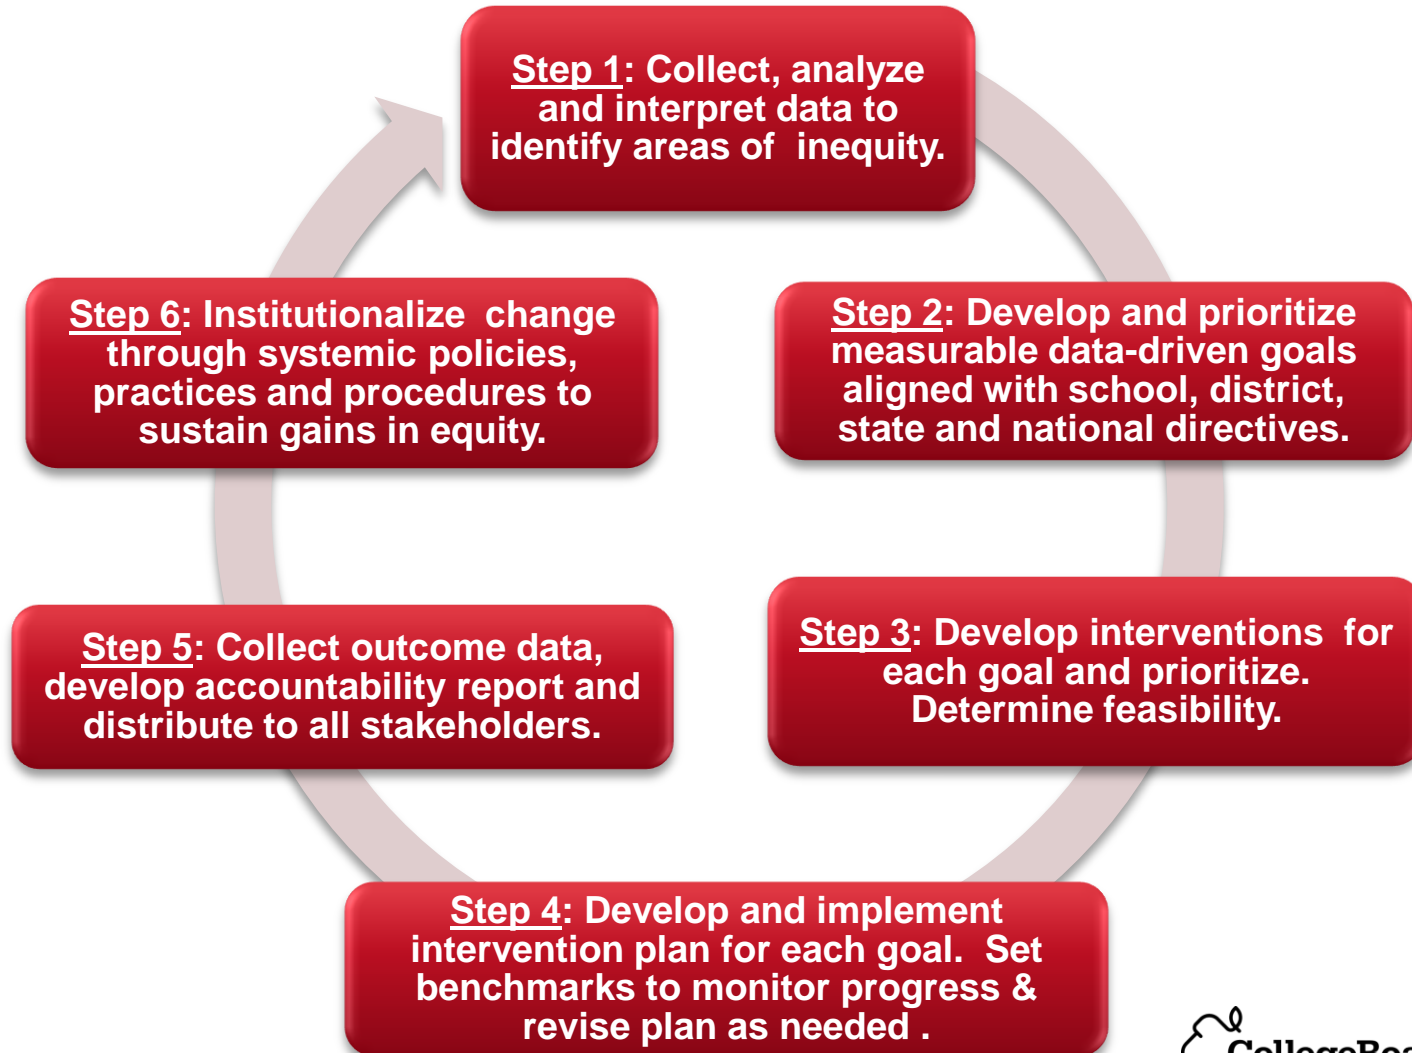 Step 1: Collect, analyze
and interpret data to
identify areas of  inequity.
Step 2: Develop and prioritize
measurable data-driven goals
aligned with school, district,
state and national directives.
Step 3: Develop interventions  for
each goal and prioritize.
Determine feasibility.
Step 4: Develop and implement
intervention plan for each goal.  Set
benchmarks to monitor progress &
revise plan as needed .
Step 5: Collect outcome data,
develop accountability report and
distribute to all stakeholders.
Step 6: Institutionalize  change
through systemic policies,
practices and procedures to
sustain gains in equity.